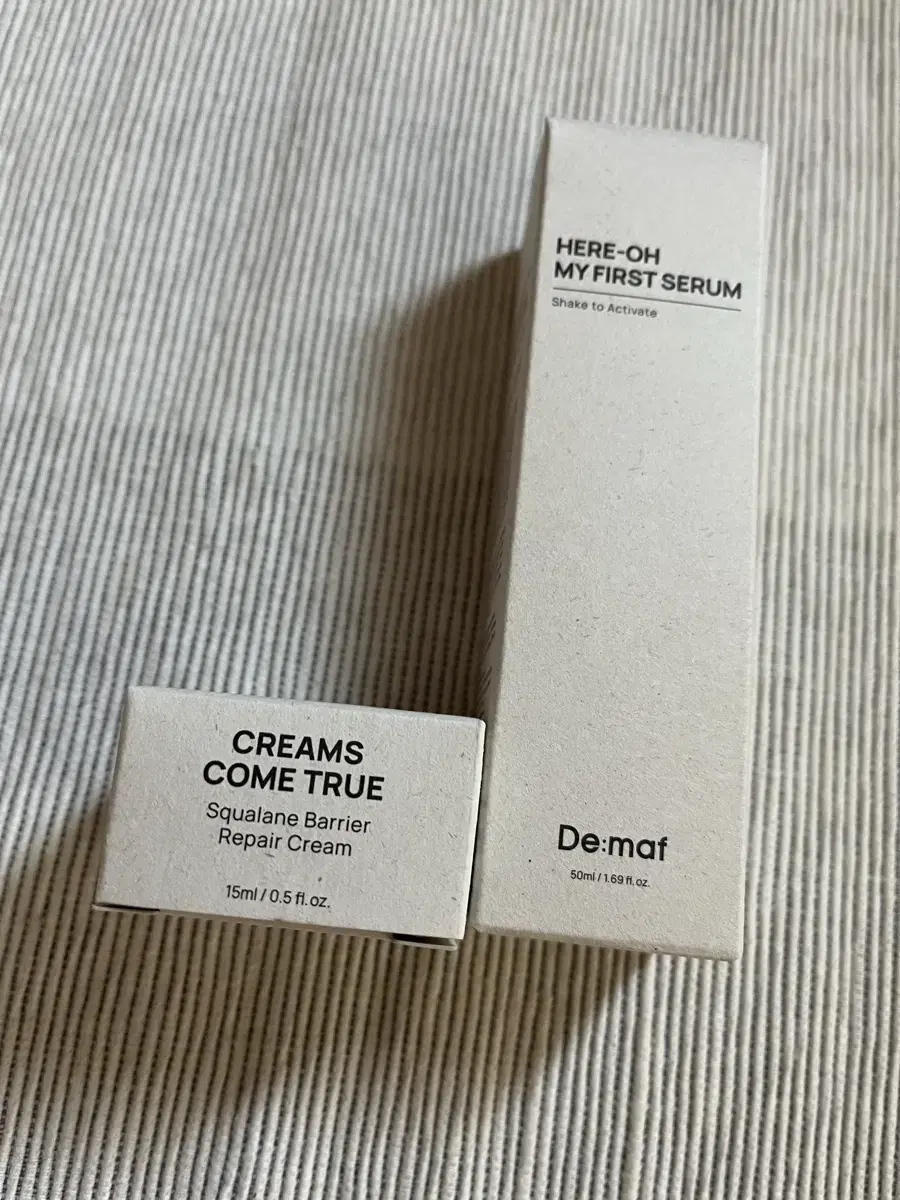 HERE-OH
MY FIRST SERUM
Shake to Activate
De:maf
50ml / 1.69 fl. oz.
CREAMS
COME TRUE
Squalane Barrier
Repair Cream
15ml / 0.5 fl. oz.